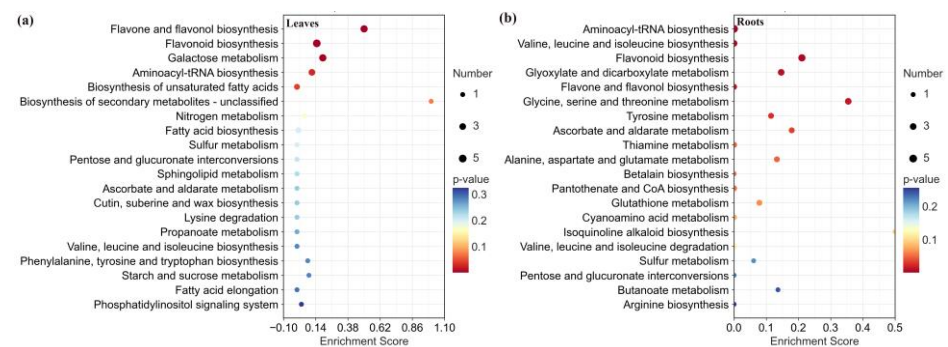 (a)
Leaves
Flavone and flavonol biosynthesis
Flavonoid biosynthesis
Galactose metabolism
Aminoacyl-tRNA biosynthesis
Biosynthesis of unsaturated fatty acids
Biosynthesis of secondary metabolites - unclassified
Nitrogen metabolism
Fatty acid biosynthesis
Sulfur metabolism
Pentose and glucuronate interconversions
Sphingolipid metabolism
Ascorbate and aldarate metabolism
Cutin, suberine and wax biosynthesis
Lysine degradation
Propanoate metabolism
Valine, leucine and isoleucine biosynthesis
Phenylalanine, tyrosine and tryptophan biosynthesis
Starch and sucrose metabolism
Fatty acid elongation
Phosphatidylinositol signaling system
−0.10 0.14 0.38 0.62 0.86 1.10
Enrichment Score
Number
1
3
5
p-value
0.3
0.2
0.1
(b)
Roots
Aminoacyl-tRNA biosynthesis
Valine, leucine and isoleucine biosynthesis
Flavonoid biosynthesis
Glyoxylate and dicarboxylate metabolism
Flavone and flavonol biosynthesis
Glycine, serine and threonine metabolism
Tyrosine metabolism
Ascorbate and aldarate metabolism
Thiamine metabolism
Alanine, aspartate and glutamate metabolism
Betalain biosynthesis
Pantothenate and CoA biosynthesis
Glutathione metabolism
Cyanoamino acid metabolism
Isoquinoline alkaloid biosynthesis
Valine, leucine and isoleucine degradation
Sulfur metabolism
Pentose and glucuronate interconversions
Butanoate metabolism
Arginine biosynthesis
0.0 0.1 0.2 0.3 0.4 0.5
Enrichment Score
Number
1
3
5
p-value
0.2
0.1